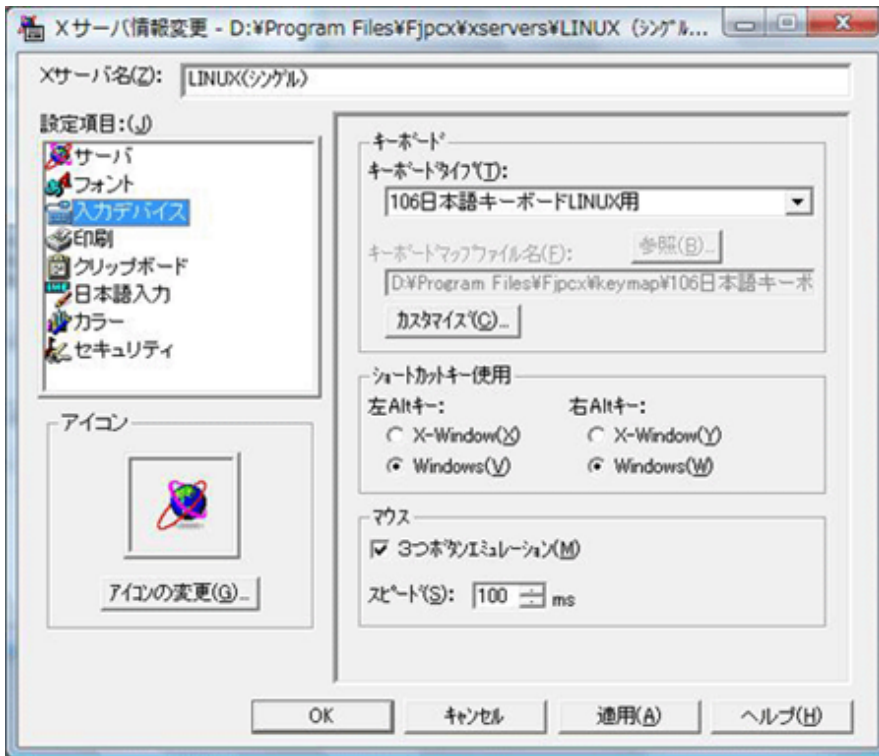 Xサーバ情報変更 - D:¥Program Files¥Fjpcx¥xservers¥LINUX（ｼﾝｸﾞﾙ...
Xサーバ名(Z): LINUX(ｼﾝｸﾞﾙ)
設定項目:(J)
サーバ
フォント
入力デバイス
印刷
クリップボード
日本語入力
カラー
セキュリティ
アイコン
ｱｲｺﾝの変更(G)...
ｷｰﾎﾞｰﾄﾞ
ｷｰﾎﾞｰﾄﾞﾀｲﾌﾟ(T):
106日本語キーボードLINUX用
ｷｰﾎﾞｰﾄﾞﾏｯﾌﾟﾌｧｲﾙ名(F): 参照(B)...
D:¥Program Files¥Fjpcx¥keymap¥106日本語キーボ
ｶｽﾀﾏｲｽﾞ(C)...
ｼｮｰﾄｶｯﾄｷｰ使用
左Altｷｰ: 右Altｷｰ:
X-Window(X) X-Window(Y)
Windows(V) Windows(W)
ﾏｳｽ
3つﾎﾞﾀﾝｴﾐｭﾚｰｼｮﾝ(M)
ｽﾋﾟｰﾄﾞ(S): 100 ms
OK ｷｬﾝｾﾙ 適用(A) ヘルプ(H)